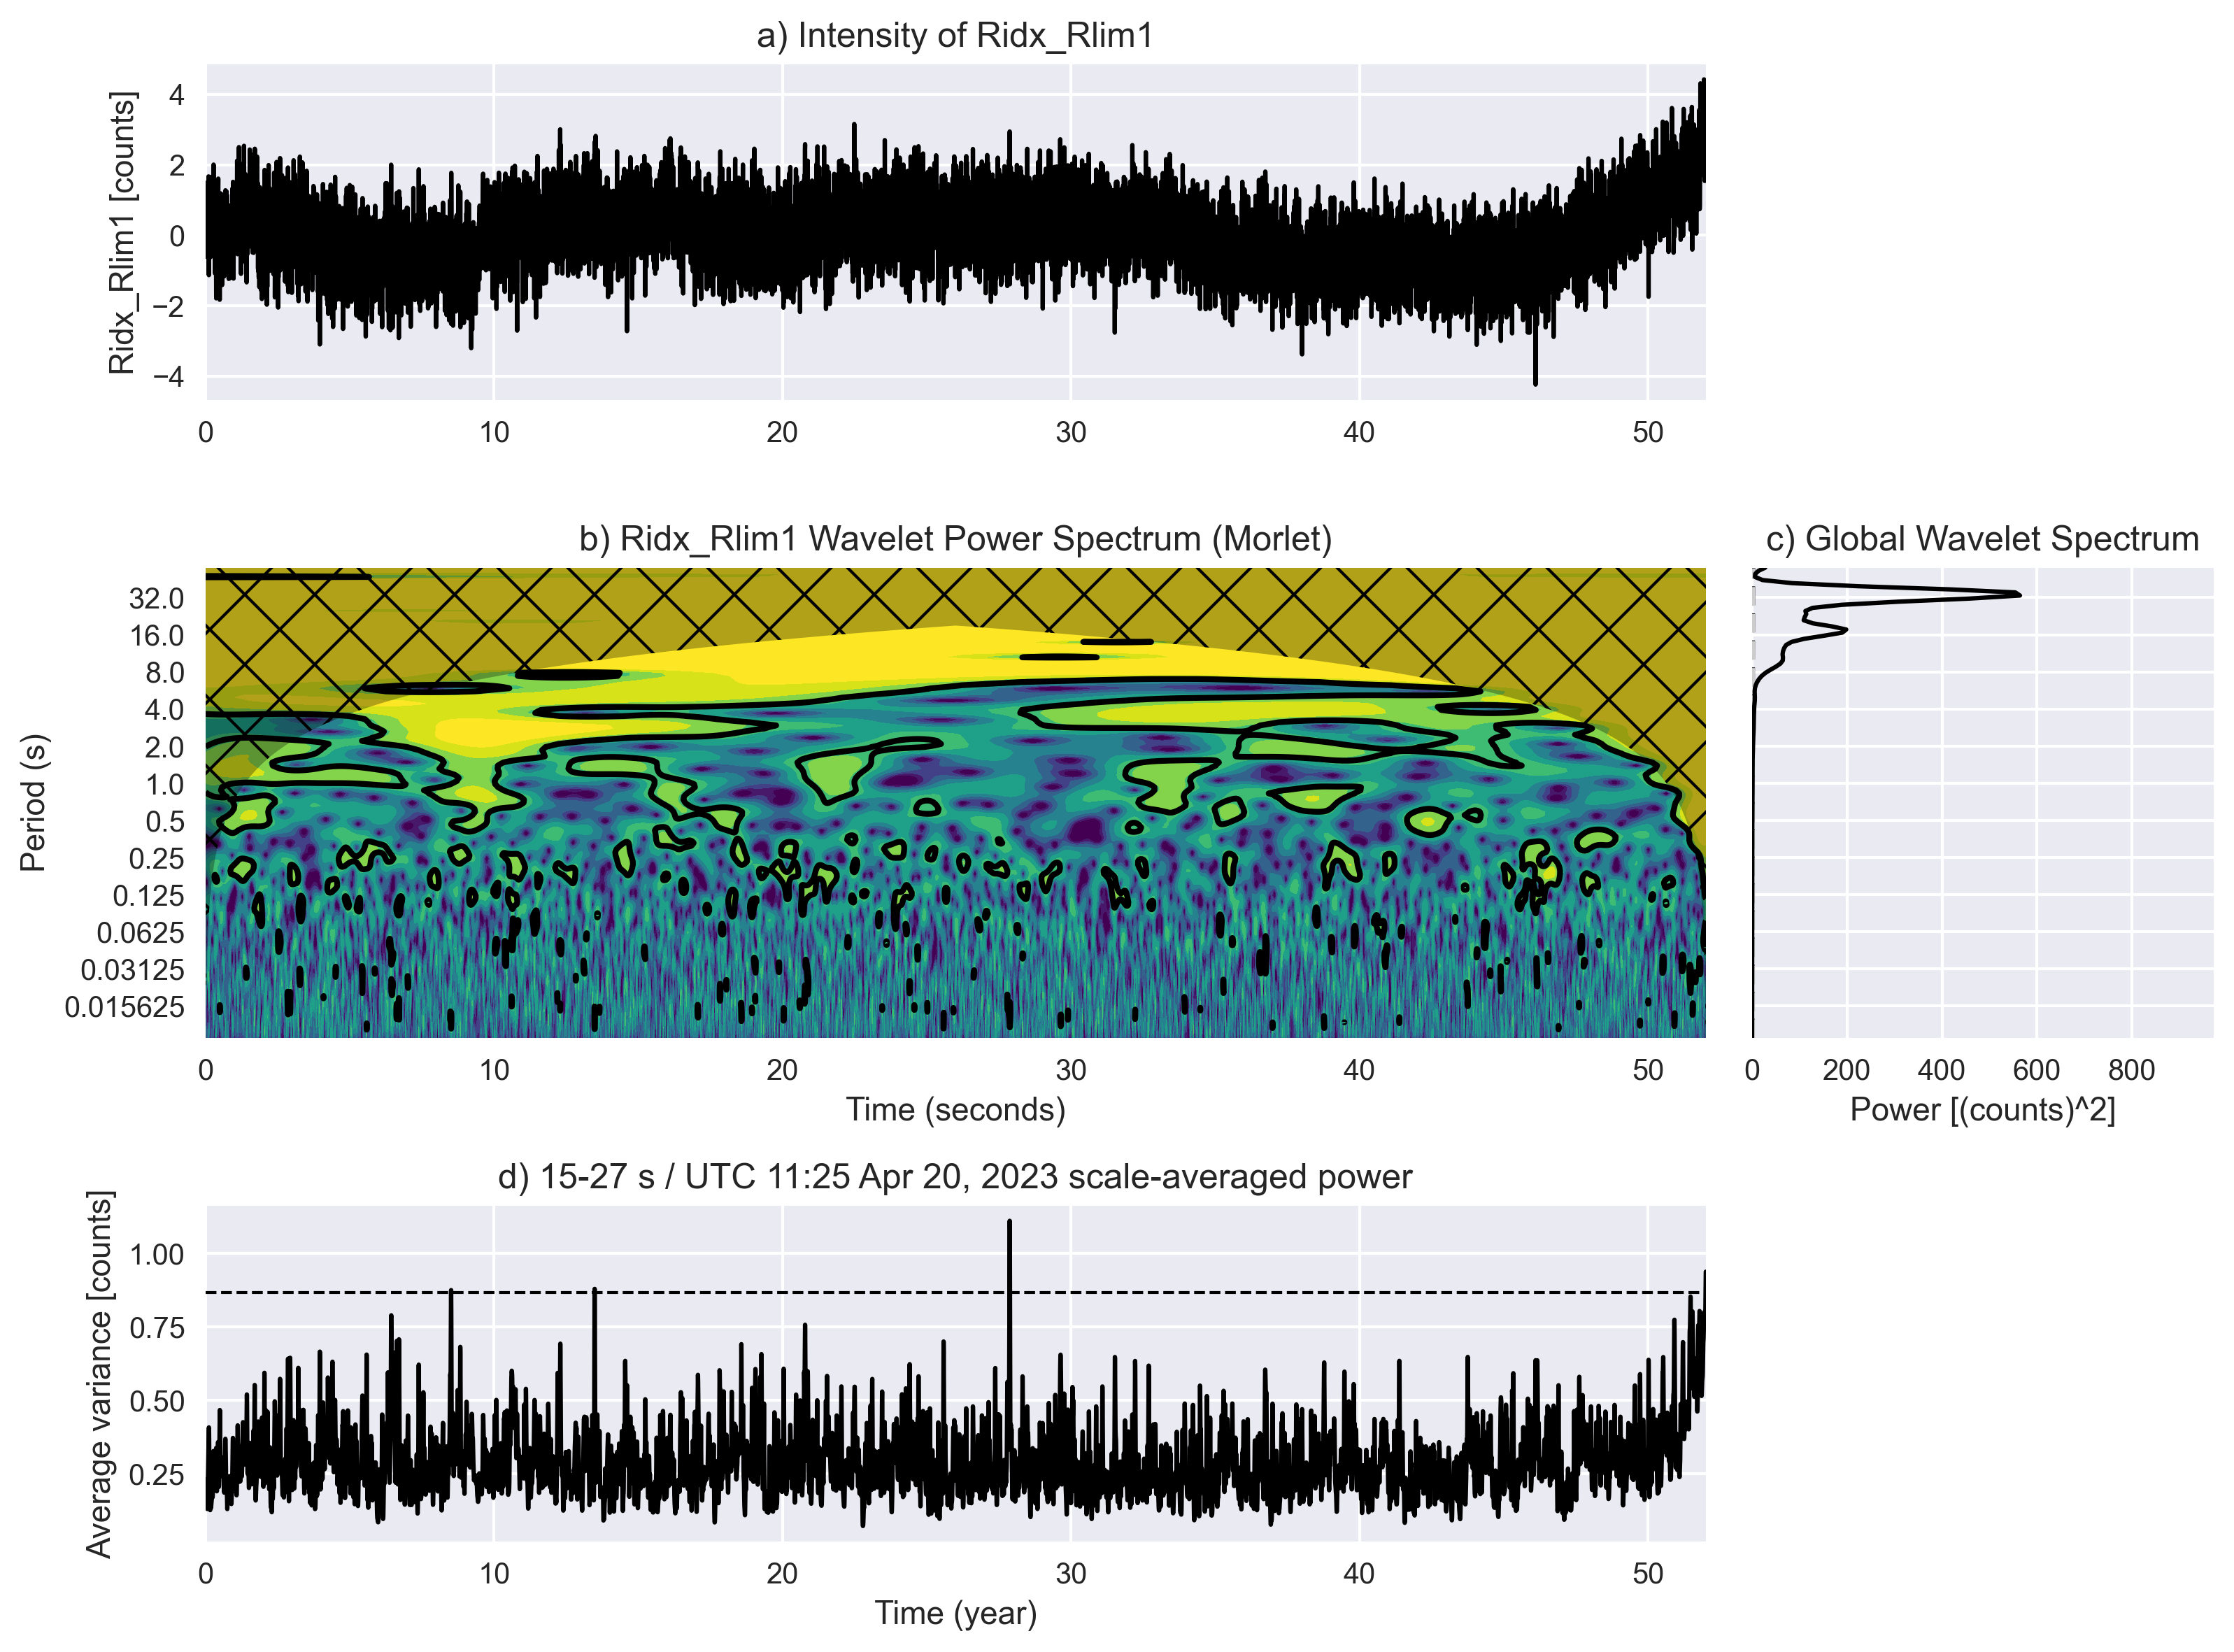 a) Intensity of Ridx_Rlim1
Ridx_Rlim1 [counts]
4
2
0
−2
−4
0 10 20 30 40 50
b) Ridx_Rlim1 Wavelet Power Spectrum (Morlet)
Period (s)
32.0
16.0
8.0
4.0
2.0
1.0
0.5
0.25
0.125
0.0625
0.03125
0.015625
0 10 20 30 40 50
Time (seconds)
c) Global Wavelet Spectrum
0 200 400 600 800
Power [(counts)^2]
d) 15-27 s / UTC 11:25 Apr 20, 2023 scale-averaged power
Average variance [counts]
1.00
0.75
0.50
0.25
0 10 20 30 40 50
Time (year)